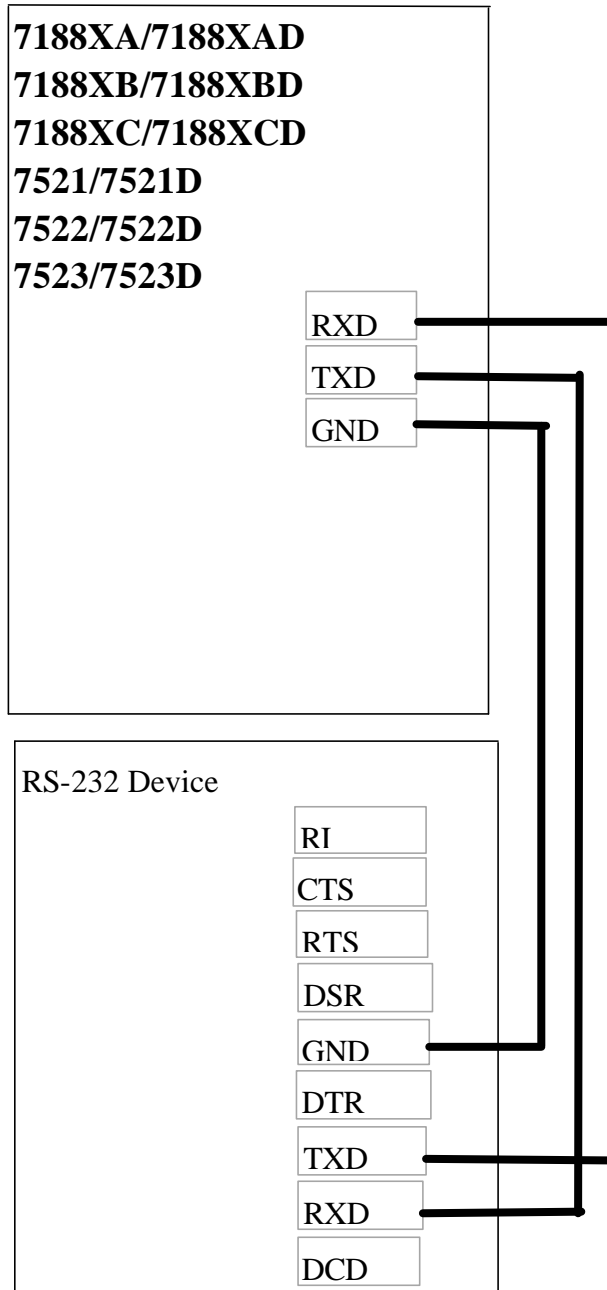 7188XA/7188XAD
7188XB/7188XBD
7188XC/7188XCD
7521/7521D
7522/7522D
7523/7523D
RXD
TXD
GND
RS-232 Device
RI
CTS
RTS
DSR
GND
DTR
TXD
RXD
DCD